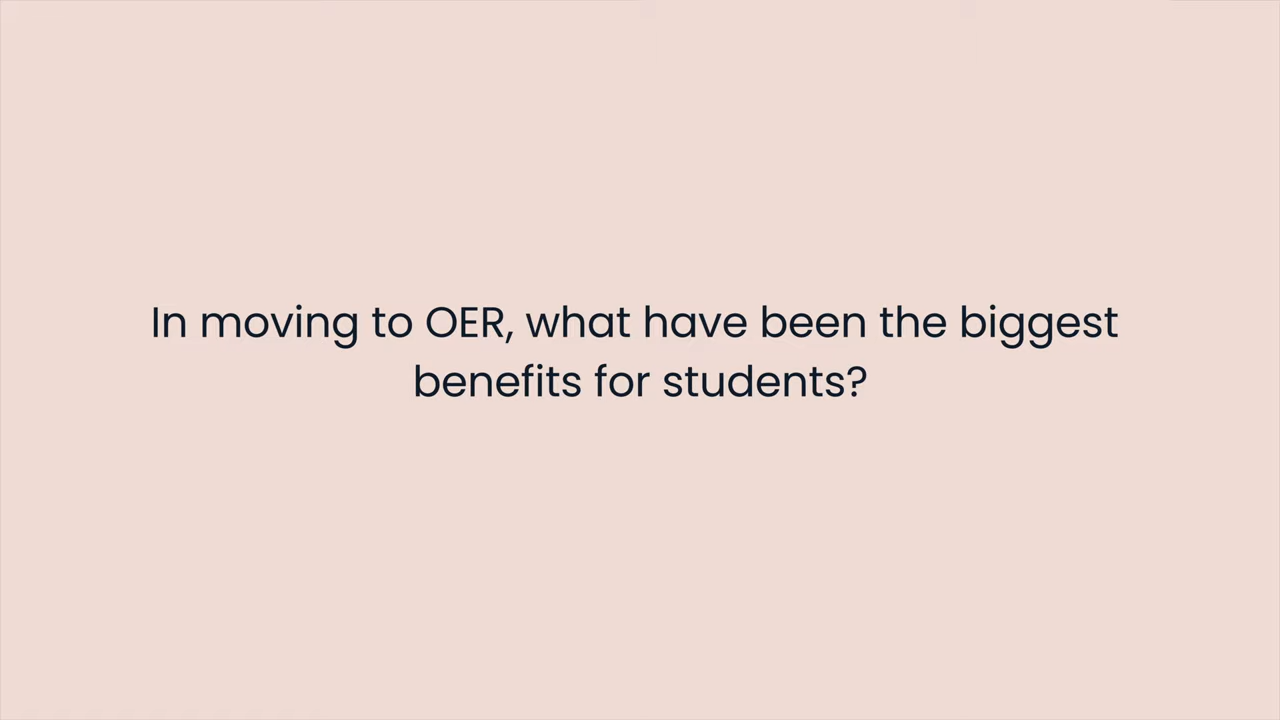 In moving to OER, what have been the biggest
benefits for students?